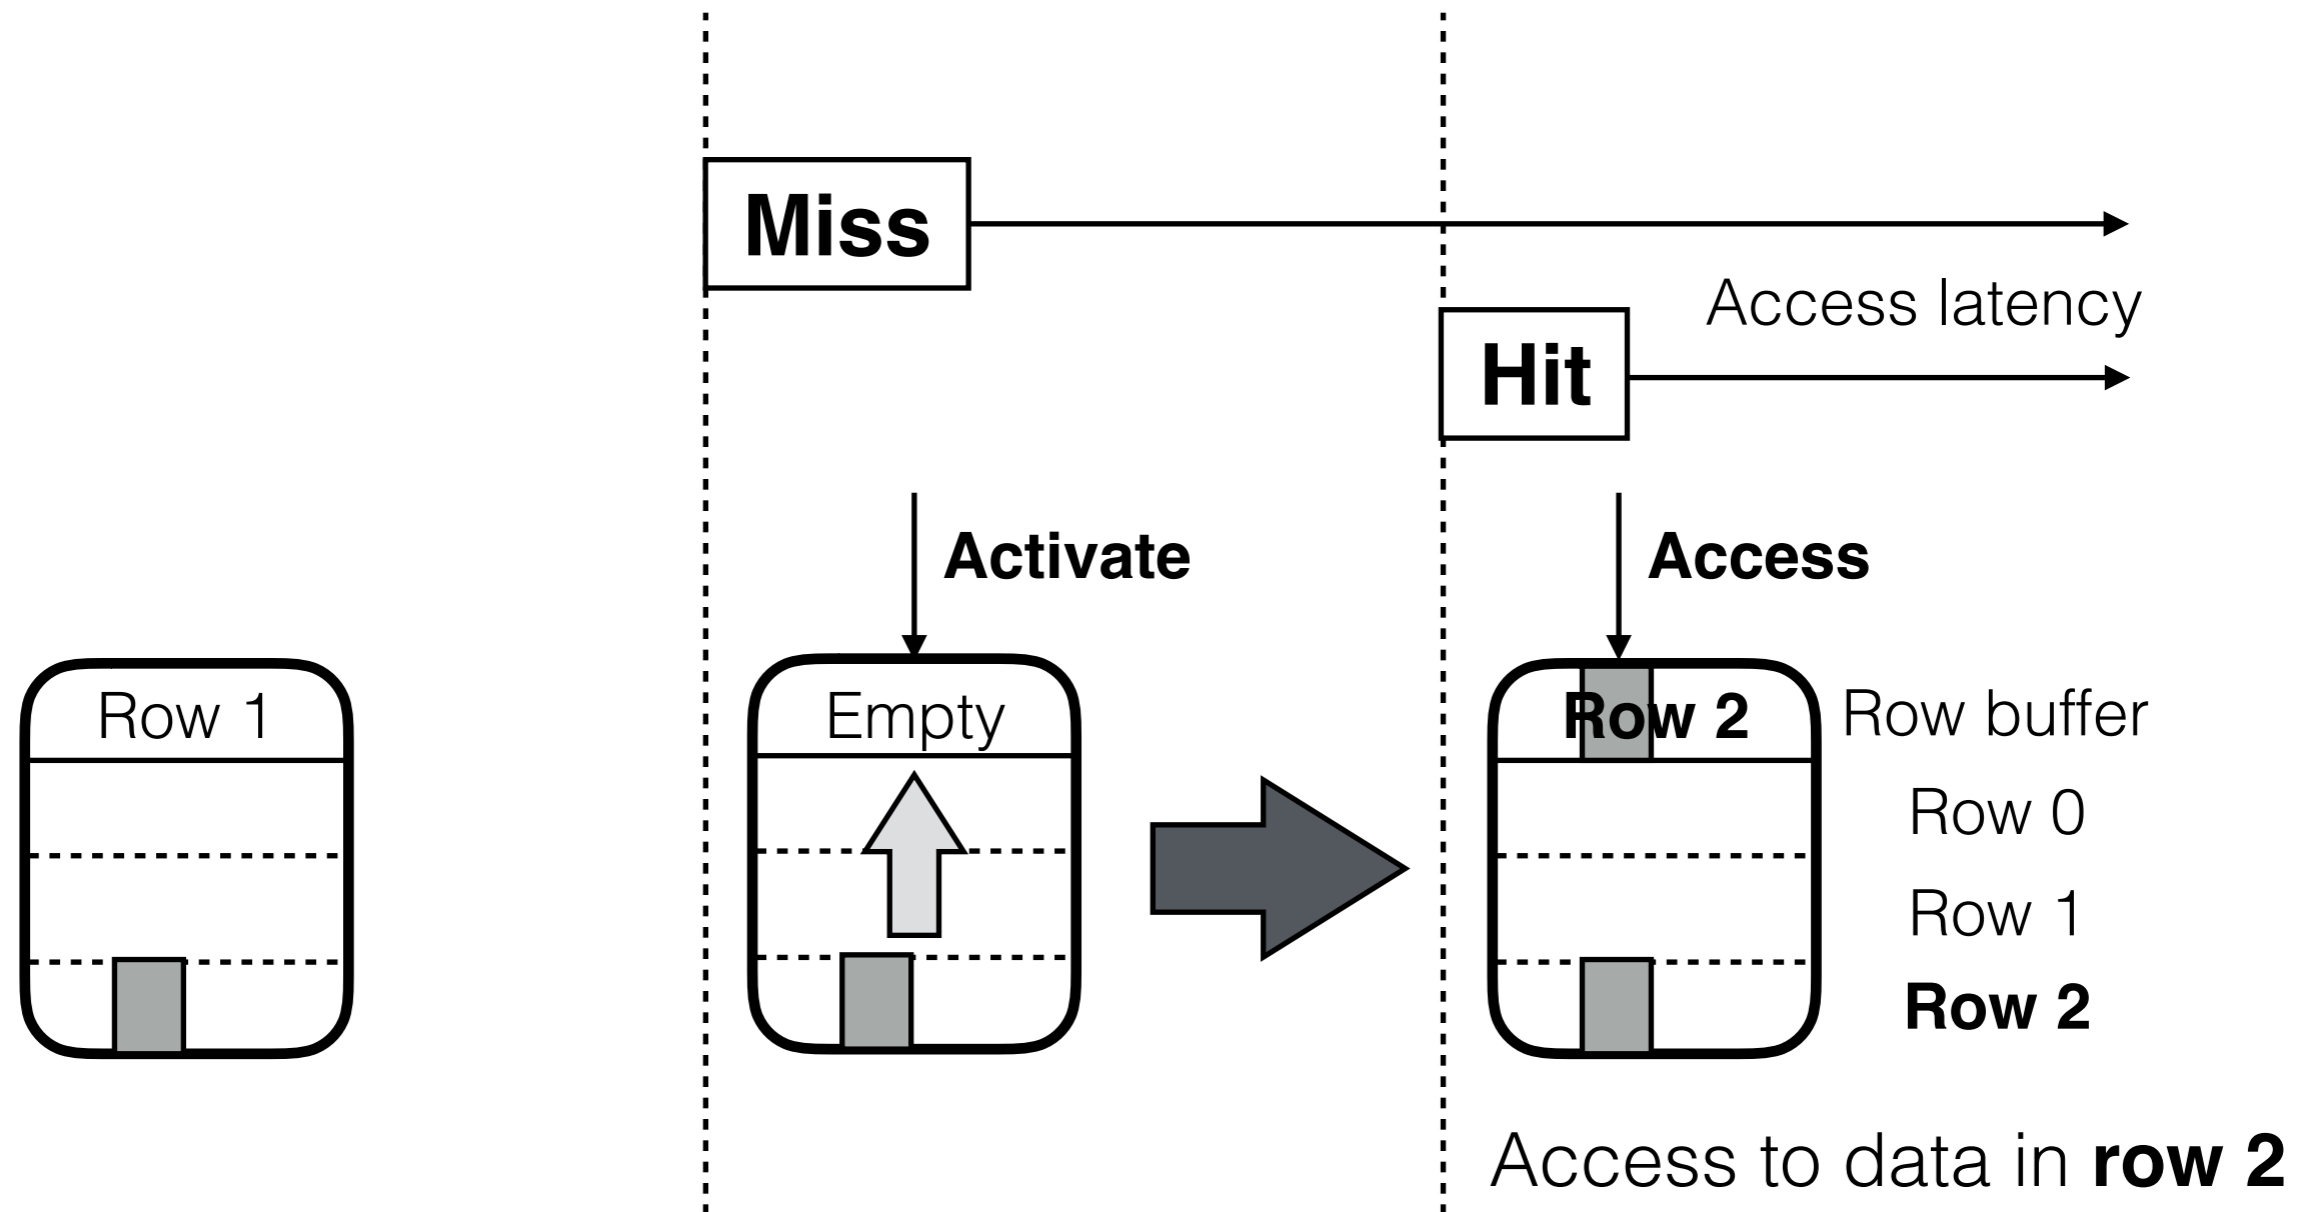 Miss
Access latency
Hit
Activate
Access
Row 1
Empty
Row 2
Row buffer
Row 0
Row 1
Row 2
Access to data in row 2